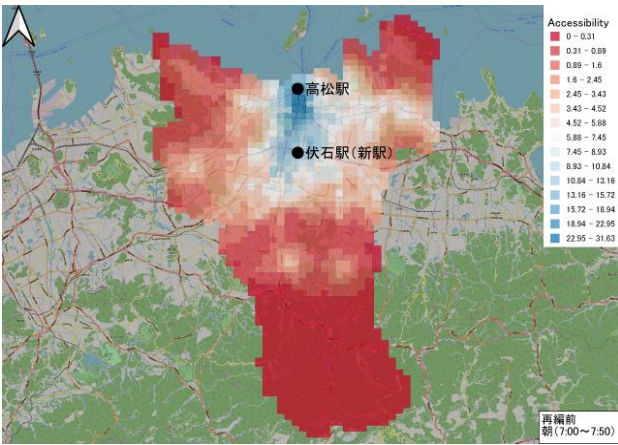 Accessibility
0 - 0.31
0.31 - 0.89
0.89 - 1.6
1.6 - 2.45
2.45 - 3.43
3.43 - 4.52
4.52 - 5.88
5.88 - 7.45
7.45 - 8.93
8.93 - 10.84
10.84 - 13.16
13.16 - 15.72
15.72 - 18.94
18.94 - 22.95
22.95 - 31.63
高松駅
伏石駅(新駅)
再編前
朝(7:00~7:50)